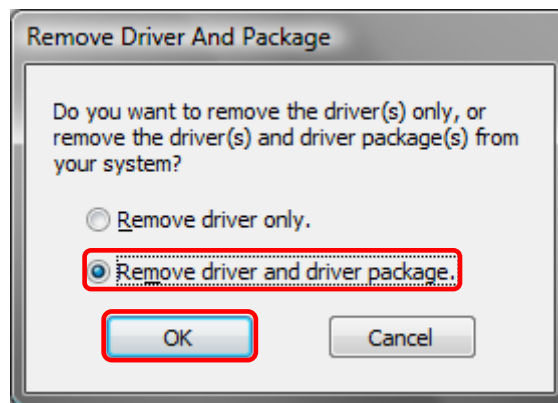 Remove Driver And Package
Do you want to remove the driver(s) only, or
remove the driver(s) and driver package(s) from
your system?
Remove driver only.
Remove driver and driver package.
OK
Cancel